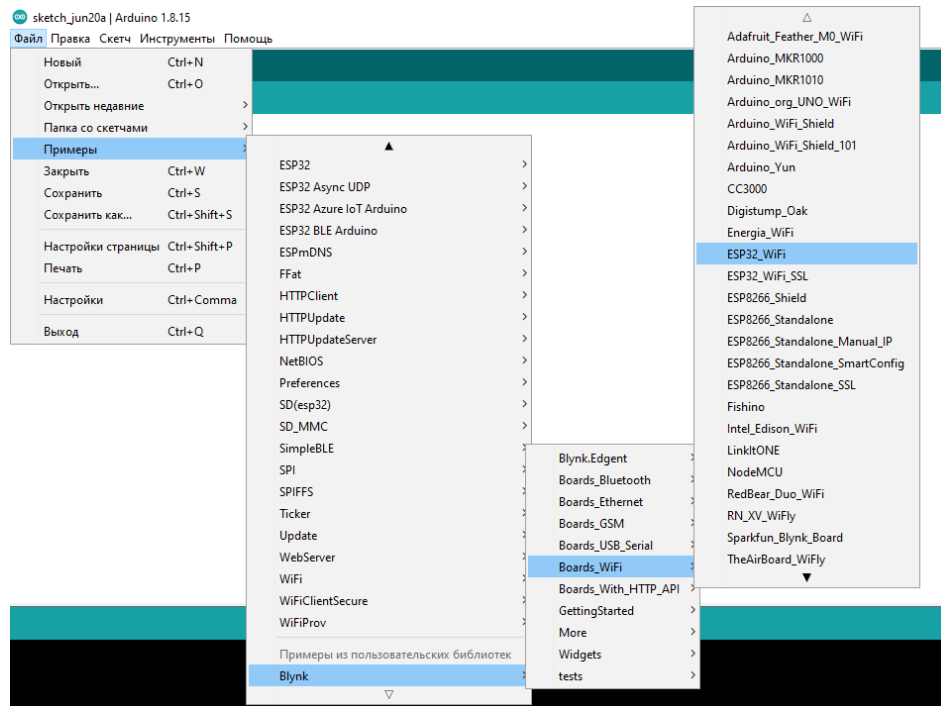 sketch_jun20a | Arduino 1.8.15
Файл Правка Скетч Инструменты Помощь
Новый Ctrl+N
Открыть... Ctrl+O
Открыть недавние
Папка со скетчами
Примеры
Закрыть Ctrl+W
Сохранить Ctrl+S
Сохранить как... Ctrl+Shift+S
Настройки страницы Ctrl+Shift+P
Печать Ctrl+P
Настройки Ctrl+Comma
Выход Ctrl+Q
ESP32
ESP32 Async UDP
ESP32 Azure IoT Arduino
ESP32 BLE Arduino
ESPmDNS
FFat
HTTPClient
HTTPUpdate
HTTPUpdateServer
NetBIOS
Preferences
SD(esp32)
SD_MMC
SimpleBLE
SPI
SPIFFS
Ticker
Update
WebServer
WiFi
WiFiClientSecure
WiFiProv
Примеры из пользовательских библиотек
Blynk
Blynk.Edgent
Boards_Bluetooth
Boards_Ethernet
Boards_GSM
Boards_USB_Serial
Boards_WiFi
Boards_With_HTTP_API
GettingStarted
More
Widgets
tests
Adafruit_Feather_M0_WiFi
Arduino_MKR1000
Arduino_MKR1010
Arduino_org_UNO_WiFi
Arduino_WiFi_Shield
Arduino_WiFi_Shield_101
Arduino_Yun
CC3000
Digistump_Oak
Energia_WiFi
ESP32_WiFi
ESP32_WiFi_SSL
ESP8266_Shield
ESP8266_Standalone
ESP8266_Standalone_Manual_IP
ESP8266_Standalone_SmartConfig
ESP8266_Standalone_SSL
Fishino
Intel_Edison_WiFi
LinkItONE
NodeMCU
RedBear_Duo_WiFi
RN_XV_WiFly
Sparkfun_Blynk_Board
TheAirBoard_WiFly